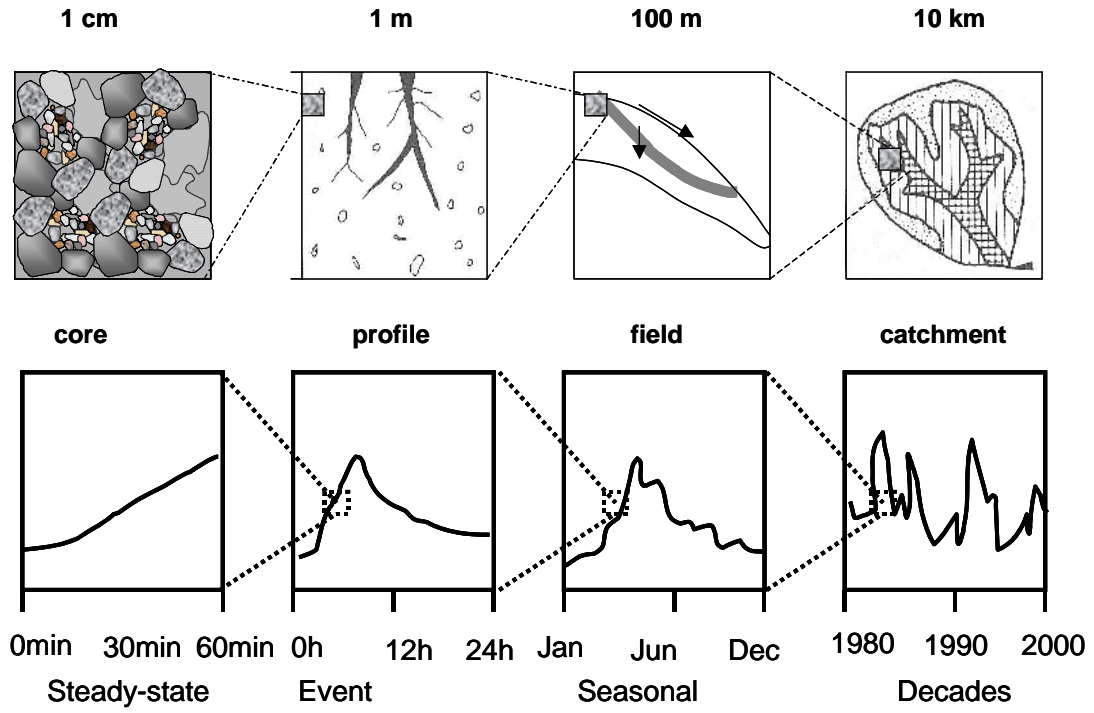 1 cm 1 m 100 m 10 km
core profile field catchment
0min 30min 60min 0h 12h 24h Jan Jun Dec 1980 1990 2000
Steady-state Event Seasonal Decades